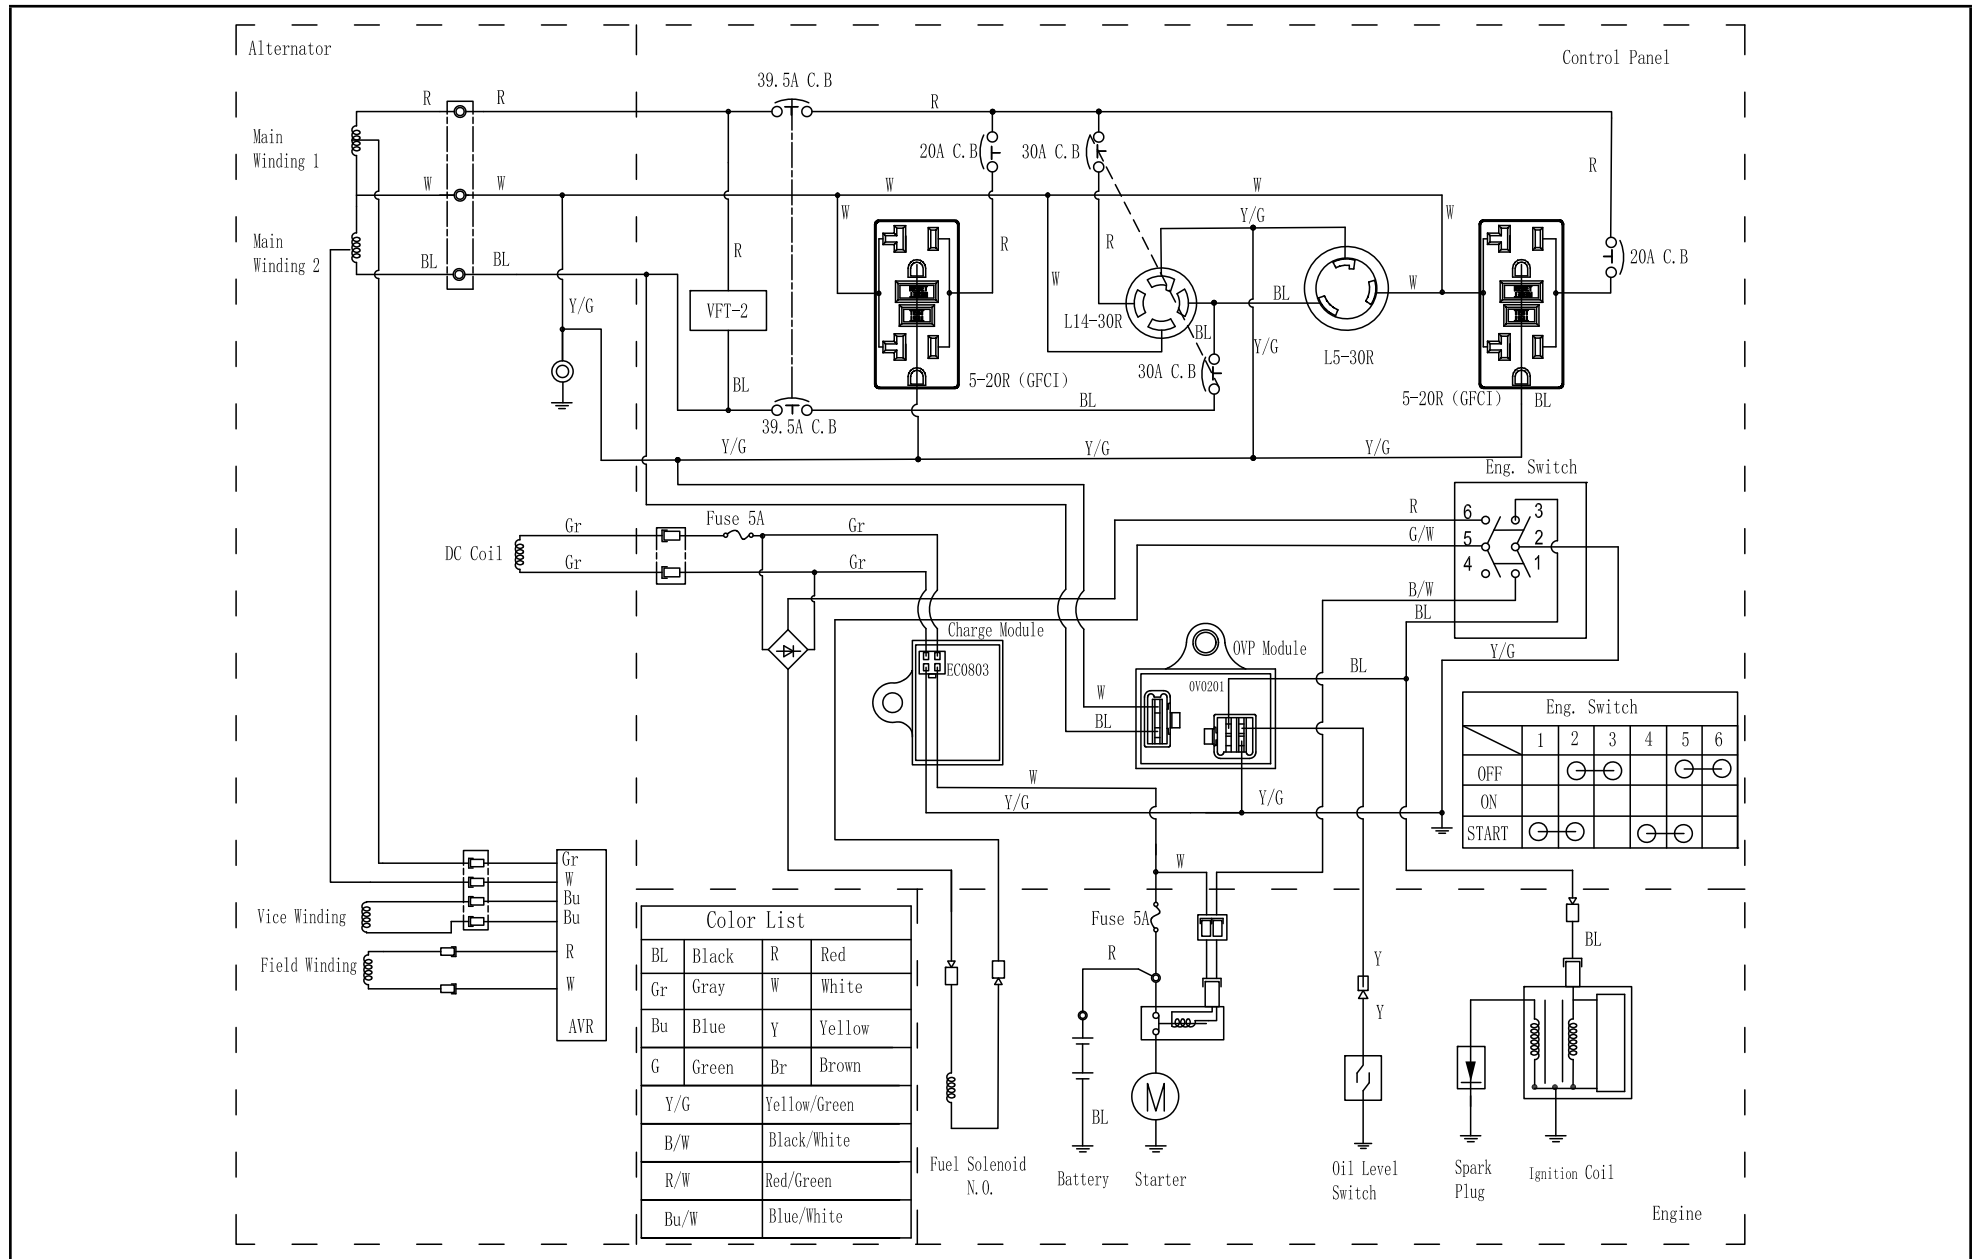 Alternator
Control Panel
39.5A C.B
R
R
R
Main
Winding 1
20A C.B
30A C.B
R
W
W
W
W
W
Y/G
W
Main
Winding 2
BL
BL
R
R
R
20A C.B
Y/G
W
BL
W
VFT-2
L14-30R
BL
Y/G
L5-30R
BL
30A C.B
5-20R (GFCI)
BL
5-20R (GFCI)
BL
39.5A C.B
Y/G
Y/G
Y/G
Eng. Switch
R
6
3
G/W
5
2
4
1
B/W
BL
Y/G
Fuse 5A
Gr
Gr
DC Coil
Gr
Gr
Charge Module
EC0803
OVP Module
OVO201
BL
W
BL
W
Y/G
Y/G
Eng. Switch
1 2 3 4 5 6
OFF
ON
START
W
Gr
W
Bu
Bu
R
W
AVR
Vice Winding
Field Winding
Color List
BL Black R Red
Gr Gray W White
Bu Blue Y Yellow
G Green Br Brown
Y/G Yellow/Green
B/W Black/White
R/W Red/Green
Bu/W Blue/White
Fuse 5A
R
BL
Y
Y
BL
M
Fuel Solenoid
N.O.
Battery
Starter
Oil Level
Switch
Spark
Plug
Ignition Coil
Engine